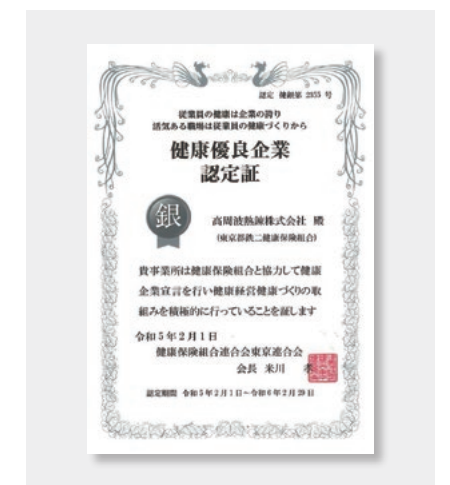 認定 健銀第 2355 号
従業員の健康は企業の誇り
活気ある職場は従業員の健康づくりから
健康優良企業
認定証
銀
高周波熱錬株式会社 殿
(東京都鉄二健康保険組合)
貴事業所は健康保険組合と協力して健康
企業宣言を行い健康経営健康づくりの取
組みを積極的に行っていることを証します
令和5年2月1日
健康保険組合連合会東京連合会
会長 米川 孝
認定期間 令和5年2月1日~令和6年2月29日